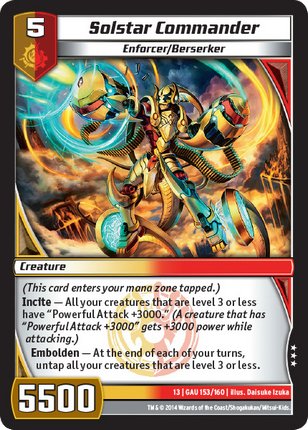 5
Solstar Commander
Enforcer/Berserker
Creature
(This card enters your mana zone tapped.)
Incite — All your creatures that are level 3 or less
have "Powerful Attack +3000." (A creature that has
"Powerful Attack +3000" gets +3000 power while
attacking.)
Embolden — At the end of each of your turns,
untap all your creatures that are level 3 or less.
5500
13 | GAU 153/160 | Illus. Daisuke Izuka
TM & © 2014 Wizards of the Coast/Shogakukan/Mitsui-Kids.